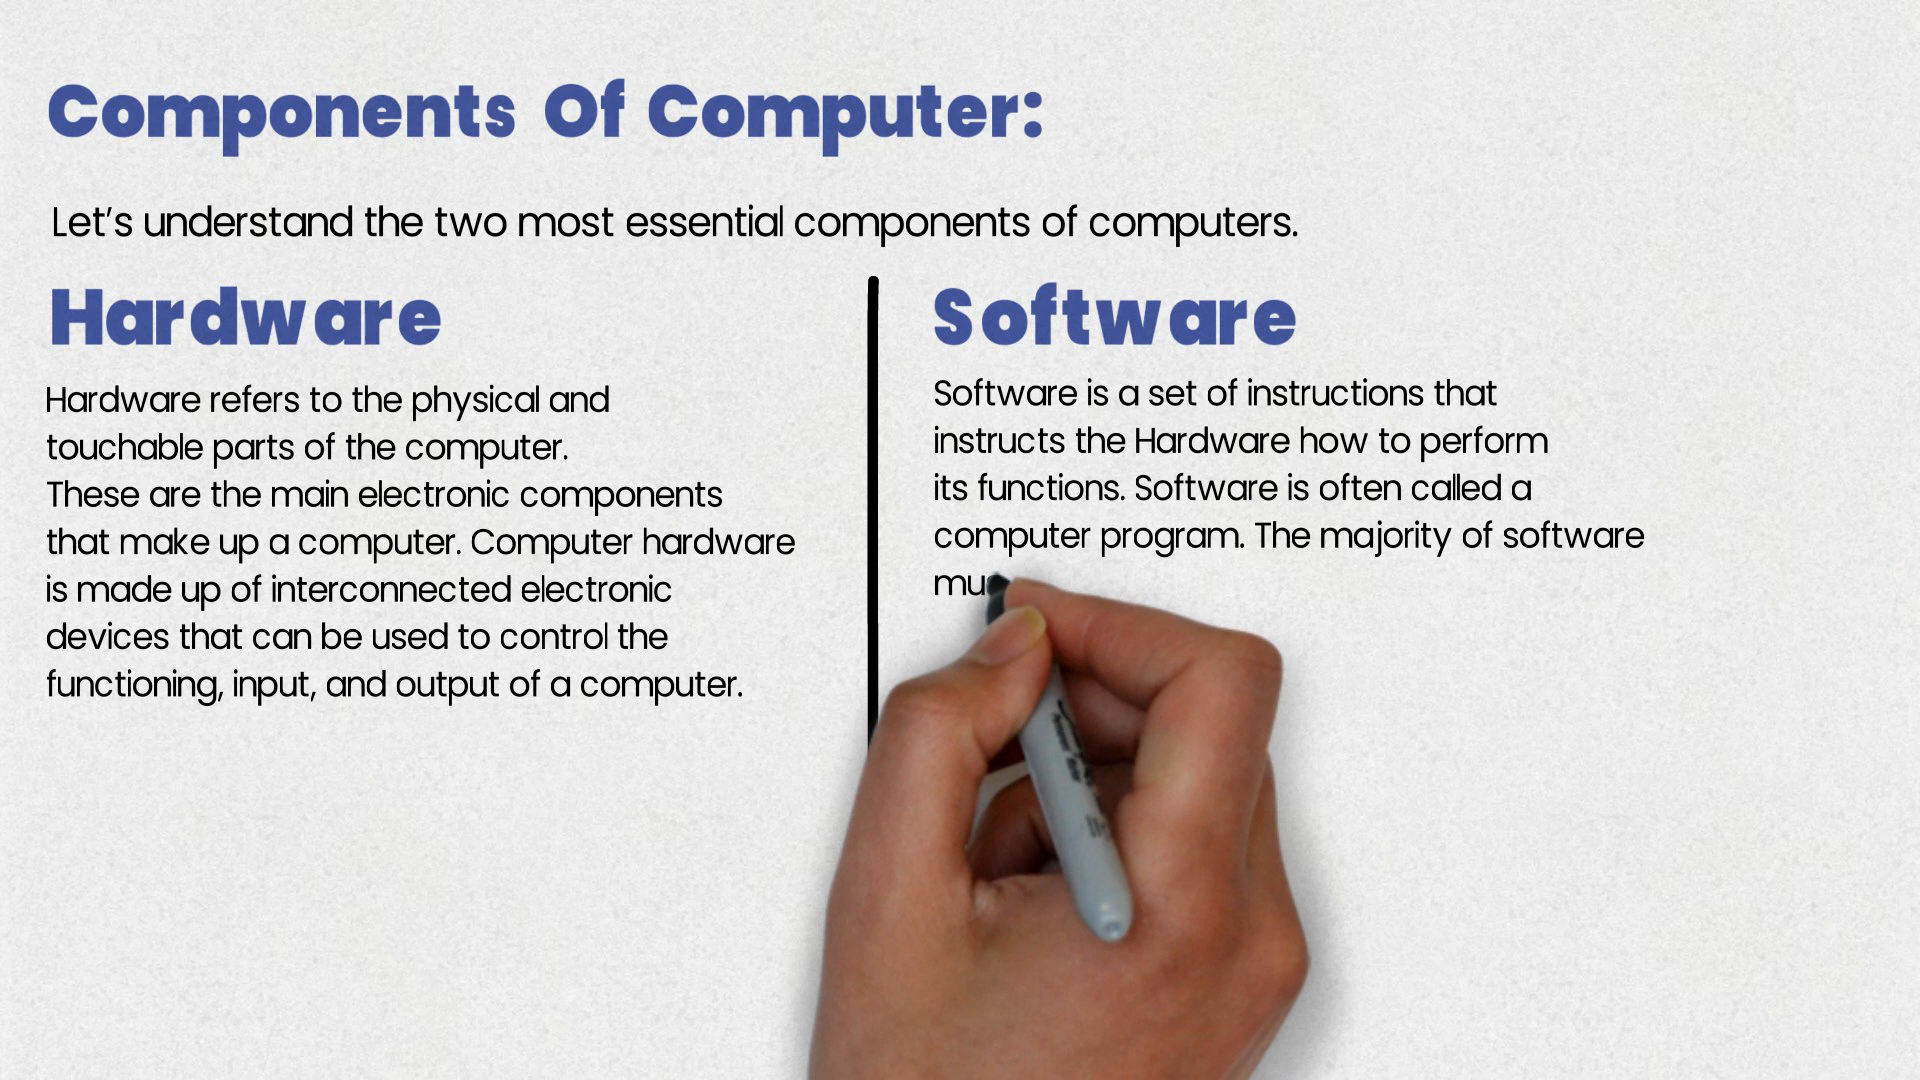 Components Of Computer:
Let's understand the two most essential components of computers.
Hardware
Hardware refers to the physical and
touchable parts of the computer.
These are the main electronic components
that make up a computer. Computer hardware
is made up of interconnected electronic
devices that can be used to control the
functioning, input, and output of a computer.
Software
Software is a set of instructions that
instructs the Hardware how to perform
its functions. Software is often called a
computer program. The majority of software